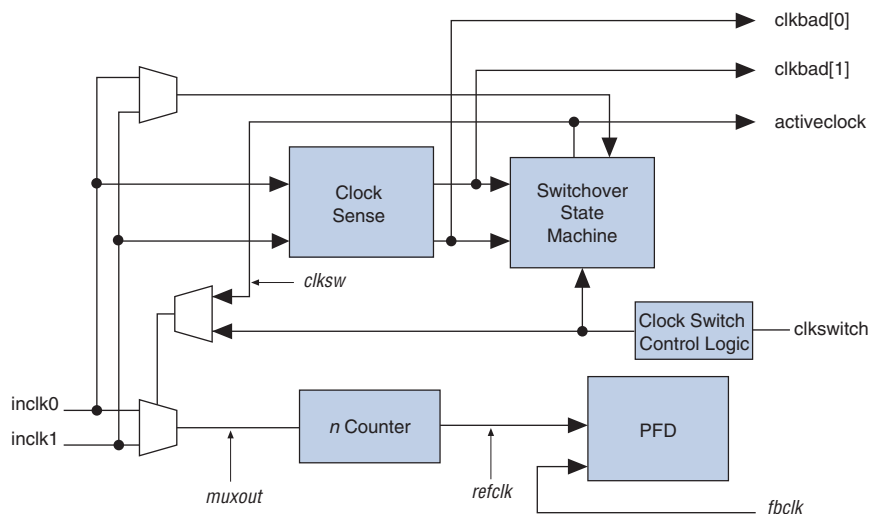 clkbad[0]
clkbad[1]
activeclock
Clock
Sense
Switchover
State
Machine
clksw
Clock Switch
Control Logic
clkswitch
inclk0
inclk1
n Counter
PFD
muxout
refclk
fbclk